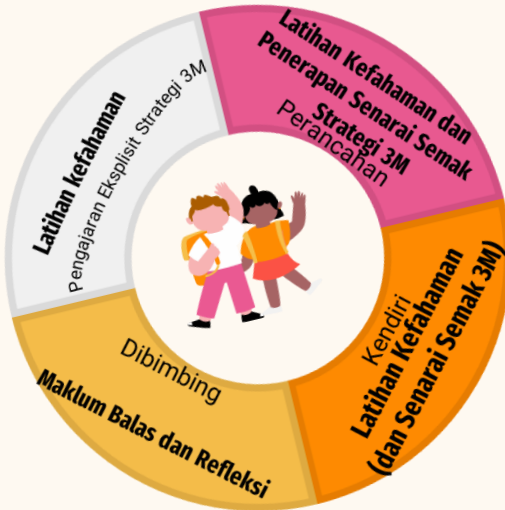 Latihan kefahaman
Pengajaran Eksplisit Strategi 3M
Latihan Kefahaman dan
Penerapan Senarai Semak
Strategi 3M
Perancahan
Kendiri
Latihan Kefahaman
(dan Senarai Semak 3M)
Dibimbing
Maklum Balas dan Refleksi